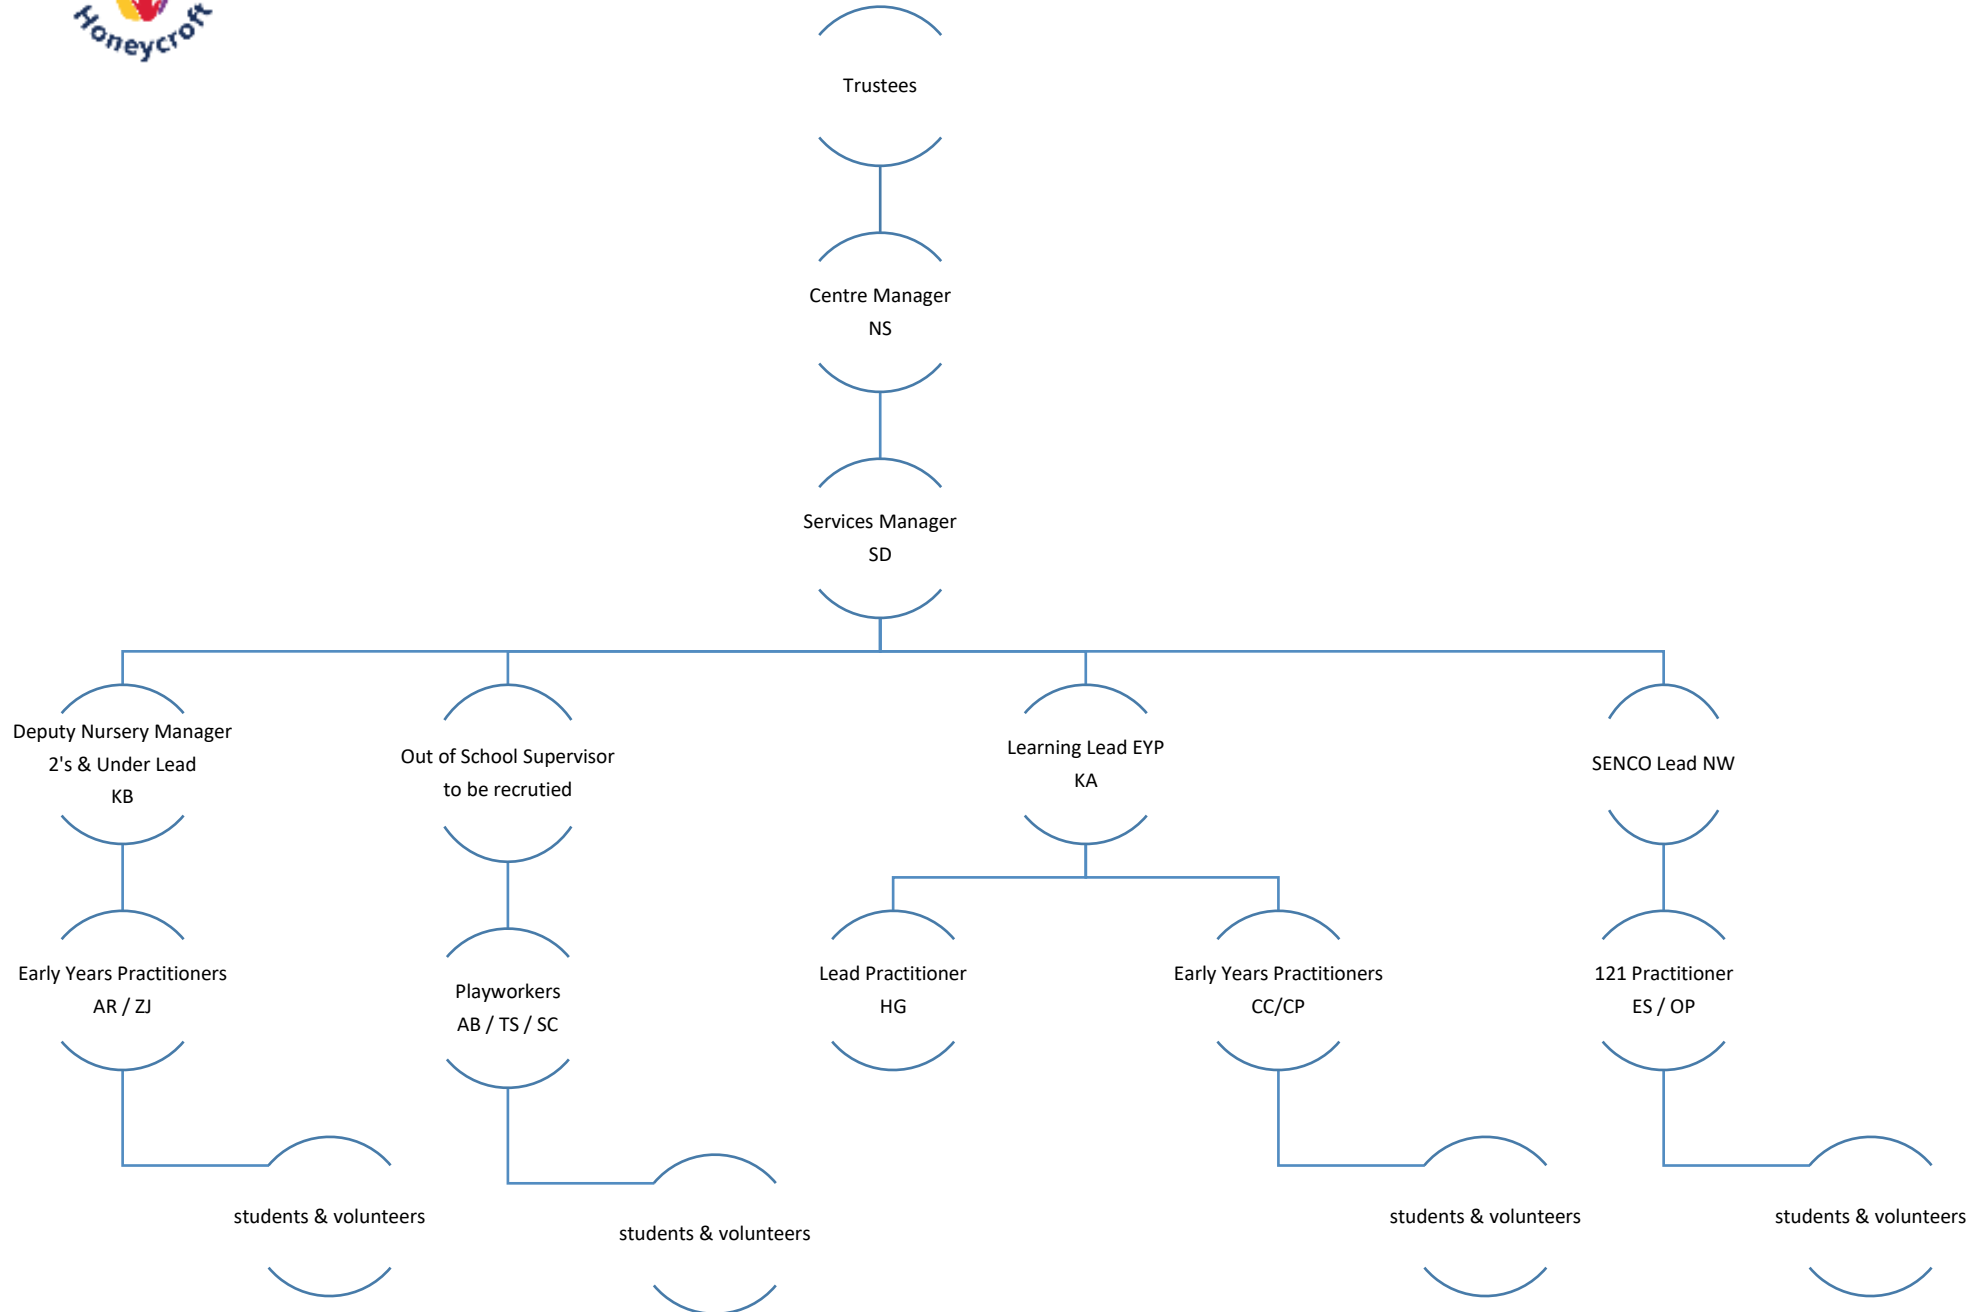 Honeycroft
Trustees
Centre Manager
NS
Services Manager
SD
Deputy Nursery Manager
2's & Under Lead
KB
Out of School Supervisor
to be recrutied
Learning Lead EYP
KA
SENCO Lead NW
Early Years Practitioners
AR / ZJ
Playworkers
AB / TS / SC
Lead Practitioner
HG
Early Years Practitioners
CC/CP
121 Practitioner
ES / OP
students & volunteers
students & volunteers
students & volunteers
students & volunteers